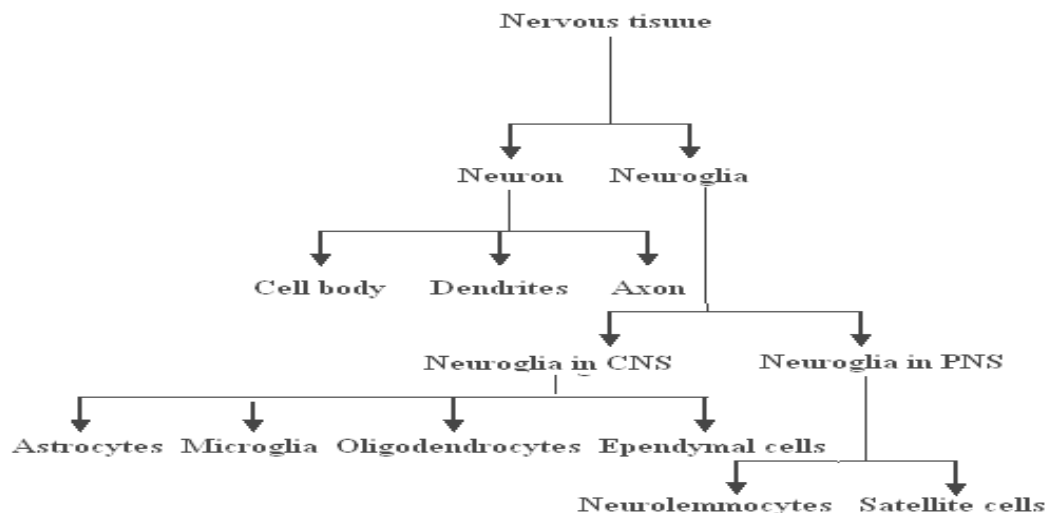 Nervous tisuue
Neuron Neuroglia
Cell body Dendrites Axon
Neuroglia in CNS Neuroglia in PNS
Astrocytes Microglia Oligodendrocytes Ependymal cells
Neurolemmocytes Satellite cells